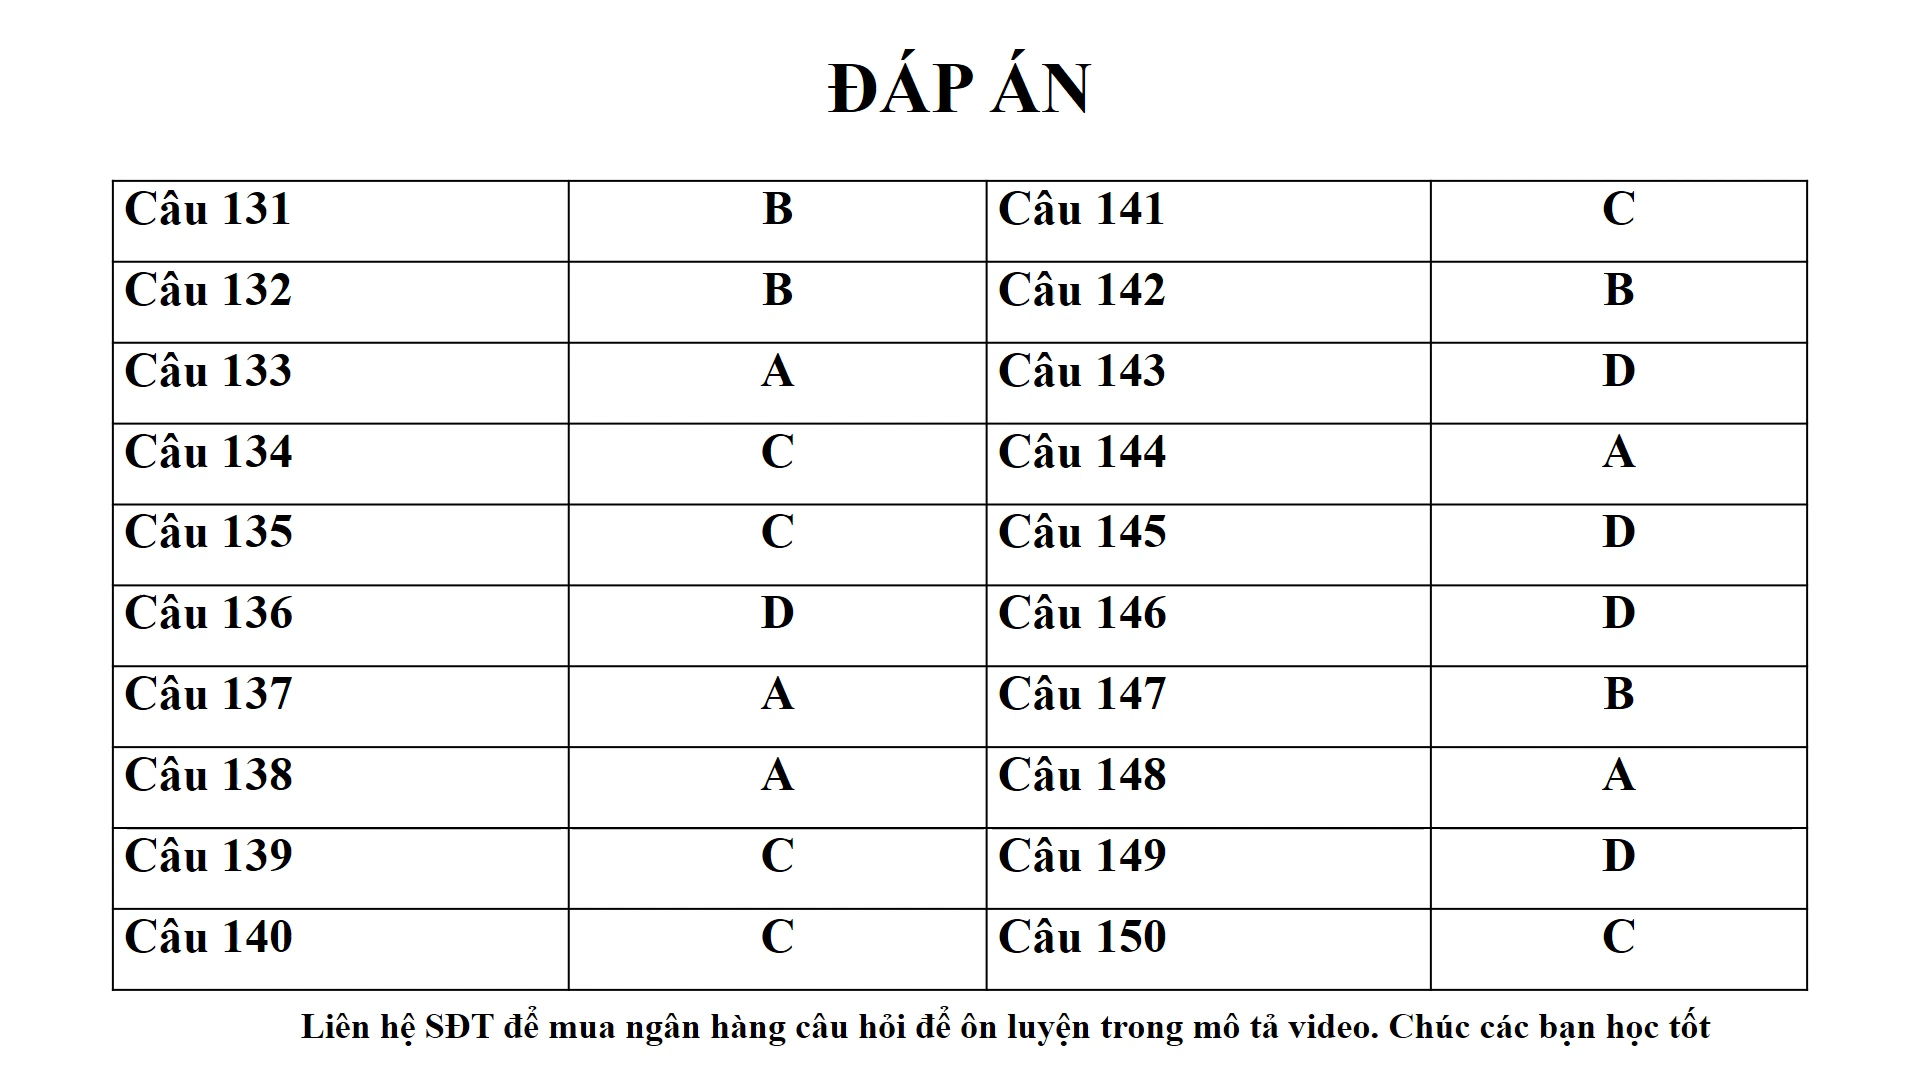 ĐÁP ÁN
Câu 131 B Câu 141 C
Câu 132 B Câu 142 B
Câu 133 A Câu 143 D
Câu 134 C Câu 144 A
Câu 135 C Câu 145 D
Câu 136 D Câu 146 D
Câu 137 A Câu 147 B
Câu 138 A Câu 148 A
Câu 139 C Câu 149 D
Câu 140 C Câu 150 C
Liên hệ SĐT để mua ngân hàng câu hỏi để ôn luyện trong mô tả video. Chúc các bạn học tốt